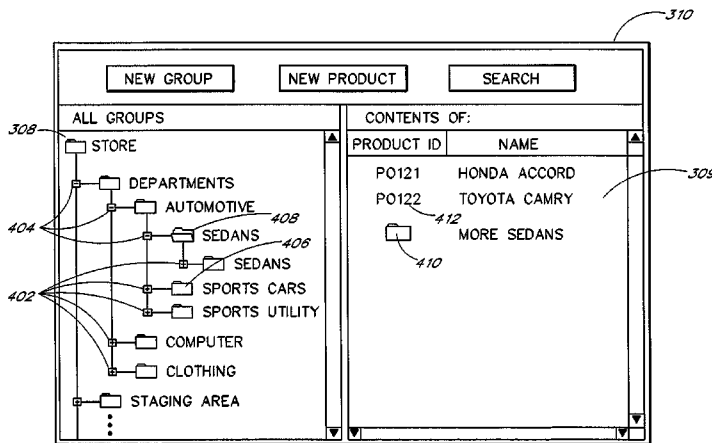 310
NEW GROUP NEW PRODUCT SEARCH
ALL GROUPS
CONTENTS OF:
308
STORE
PRODUCT ID NAME
DEPARTMENTS
PO121 HONDA ACCORD
309
AUTOMOTIVE
PO122 TOYOTA CAMRY
404
408
412
SEDANS
406
MORE SEDANS
410
SEDANS
402
SPORTS CARS
SPORTS UTILITY
COMPUTER
CLOTHING
STAGING AREA